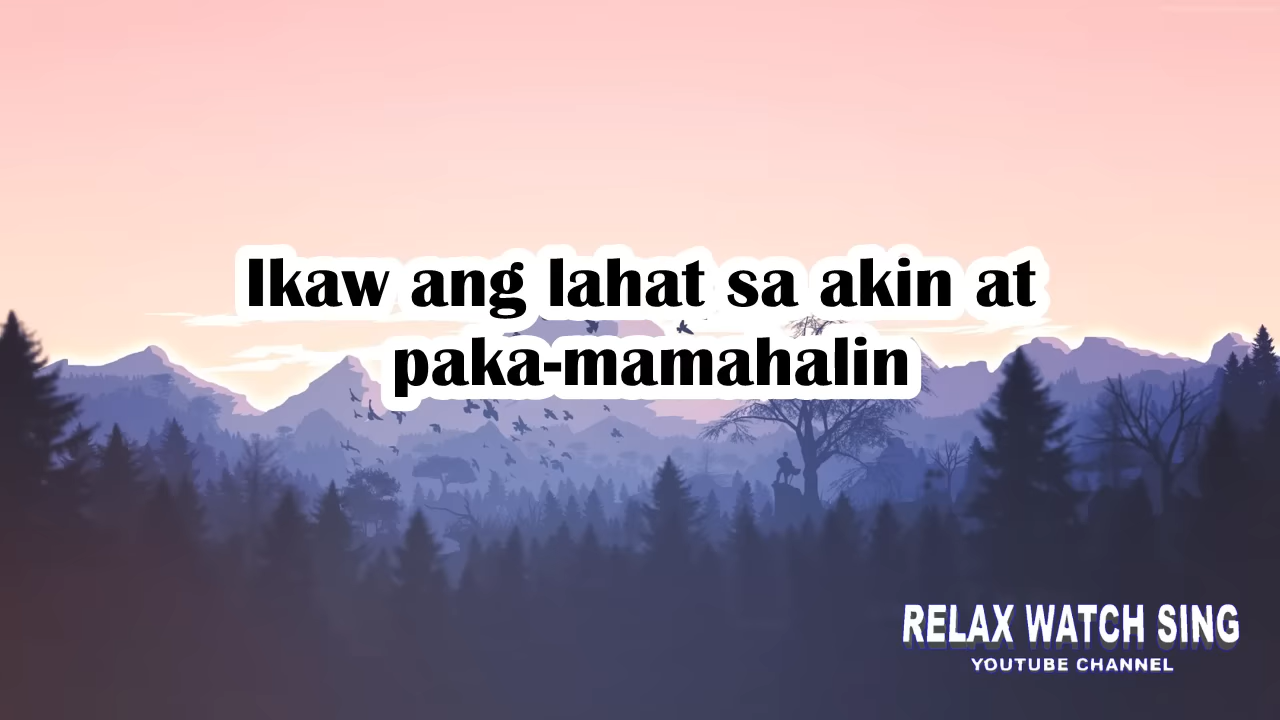 Ikaw ang lahat sa akin at
paka-mamahalin
RELAX WATCH SING
YOUTUBE CHANNEL